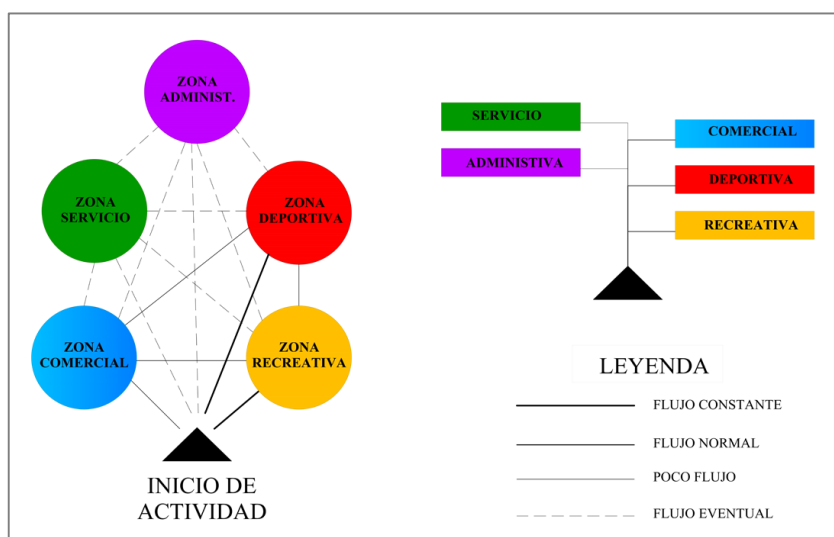 ZONA
ADMINIST.
ZONA
SERVICIO
ZONA
DEPORTIVA
ZONA
COMERCIAL
ZONA
RECREATIVA
INICIO DE
ACTIVIDAD
SERVICIO
ADMINISTIVA
COMERCIAL
DEPORTIVA
RECREATIVA
LEYENDA
FLUJO CONSTANTE
FLUJO NORMAL
POCO FLUJO
FLUJO EVENTUAL